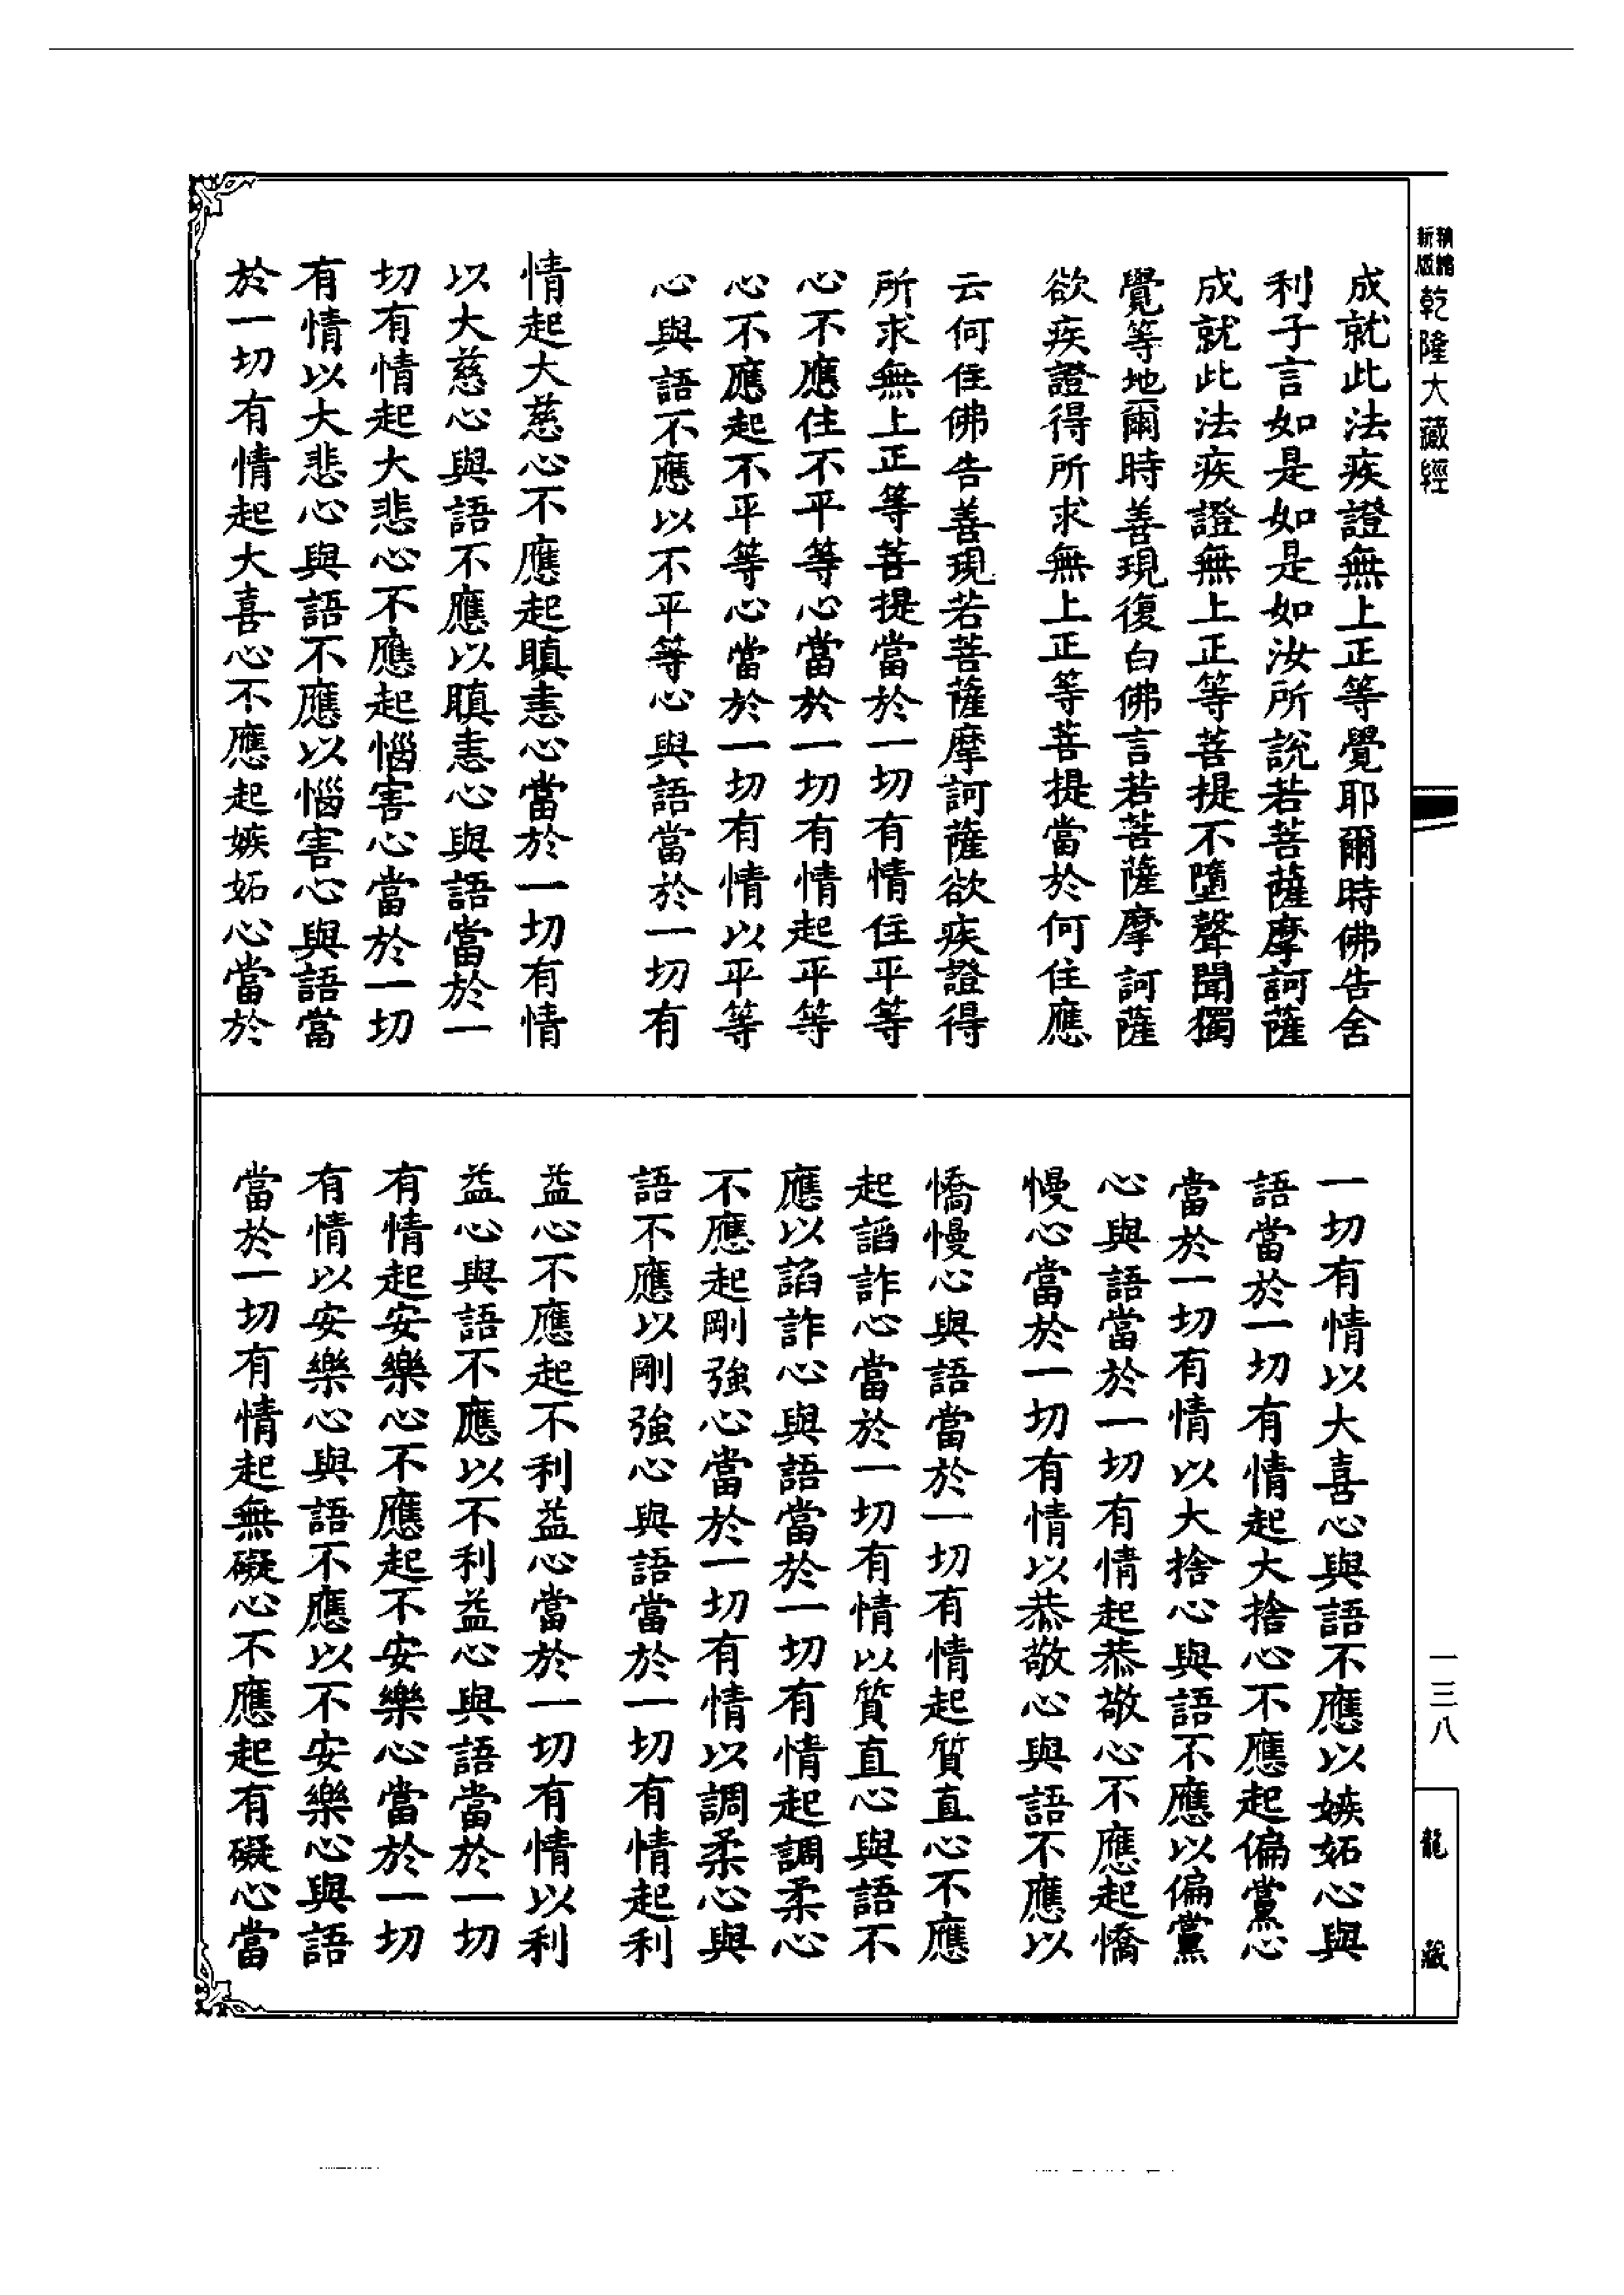 精縮新版
乾隆大藏經
成就此法疾證無上正等覺耶爾時佛告舍
利子言如是如是如汝所說若菩薩摩訶薩
成就此法疾證無上正等菩提不墮聲聞獨
覺等地爾時善現復白佛言若菩薩摩訶薩
欲疾證得所求無上正等菩提當於何住應
云何住佛告善現若菩薩摩訶薩欲疾證得
所求無上正等菩提當於一切有情住平等
心不應住不平等心當於一切有情起平等
心不應起不平等心當於一切有情以平等
心與語不應以不平等心與語當於一切有
情起大慈心不應起瞋恚心當於一切有情
以大慈心與語不應以瞋恚心與語當於一
切有情起大悲心不應起惱害心當於一切
有情以大悲心與語不應以惱害心與語當
於一切有情起大喜心不應起嫉妬心當於
一切有情以大喜心與語不應以嫉妬心與
語當於一切有情起大捨心不應起偏黨心
當於一切有情以大捨心與語不應以偏黨
心與語當於一切有情起恭敬心不應起憍
慢心當於一切有情以恭敬心與語不應以
憍慢心與語當於一切有情起質直心不應
起諂詐心當於一切有情以質直心與語不
應以諂詐心與語當於一切有情起調柔心
不應起剛強心當於一切有情以調柔心與
語不應以剛強心與語當於一切有情起利
益心不應起不利益心當於一切有情以利
益心與語不應以不利益心與語當於一切
有情起安樂心不應起不安樂心當於一切
有情以安樂心與語不應以不安樂心與語
當於一切有情起無礙心不應起有礙心當
一三八
龍藏